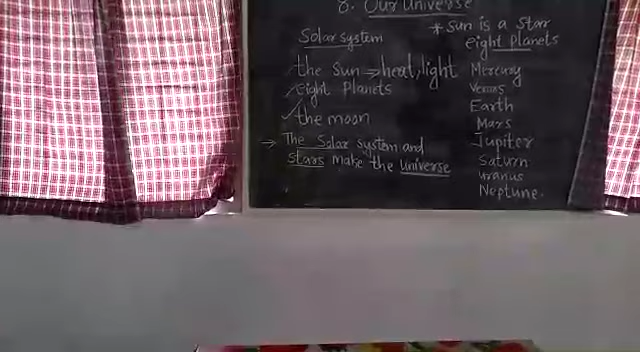 8. Our Universe
Solar system
the sun → heat, light
eight planets
the moon
→ The Solar system and
stars make the universe
* Sun is a Star
eight planets
Mercury
Venus
Earth
Mars
Jupiter
Saturn
uranus
Neptune.